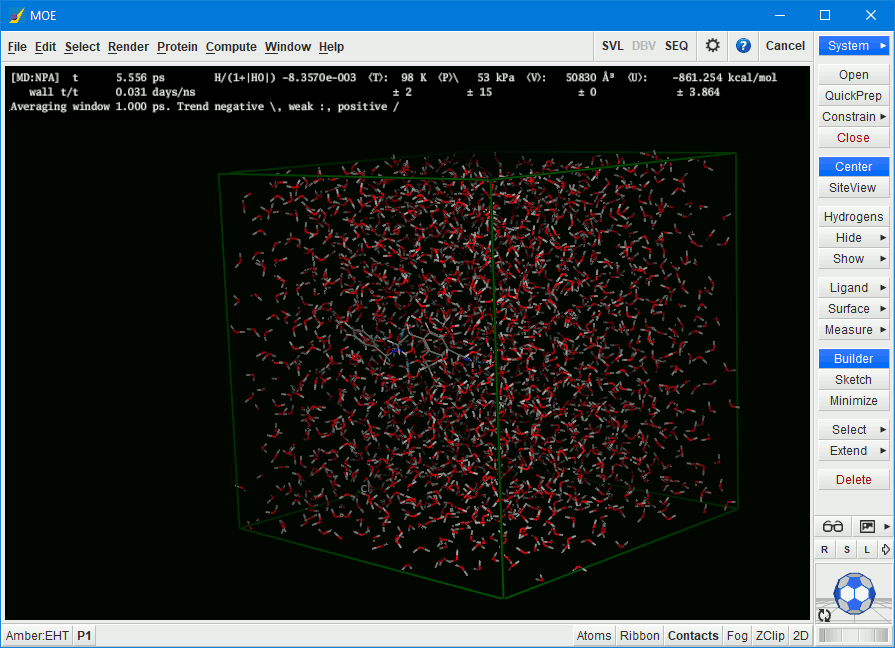 MOE
File Edit Select Render Protein Compute Window Help SVL DBV SEQ Cancel
[MD:NPA] t 5.556 ps H/(1+|H0|) -8.3570e-003 ⟨T⟩: 98 K ⟨P⟩\ 53 kPa ⟨V⟩: 50830 Å³ ⟨U⟩: -861.254 kcal/mol
wall t/t 0.031 days/ns ± 2 ± 15 ± 0 ± 3.864
Averaging window 1.000 ps. Trend negative \, weak :, positive /
System
Open
QuickPrep
Constrain
Close
Center
SiteView
Hydrogens
Hide
Show
Ligand
Surface
Measure
Builder
Sketch
Minimize
Select
Extend
Delete
R S L
Amber:EHT P1 Atoms Ribbon Contacts Fog ZClip 2D